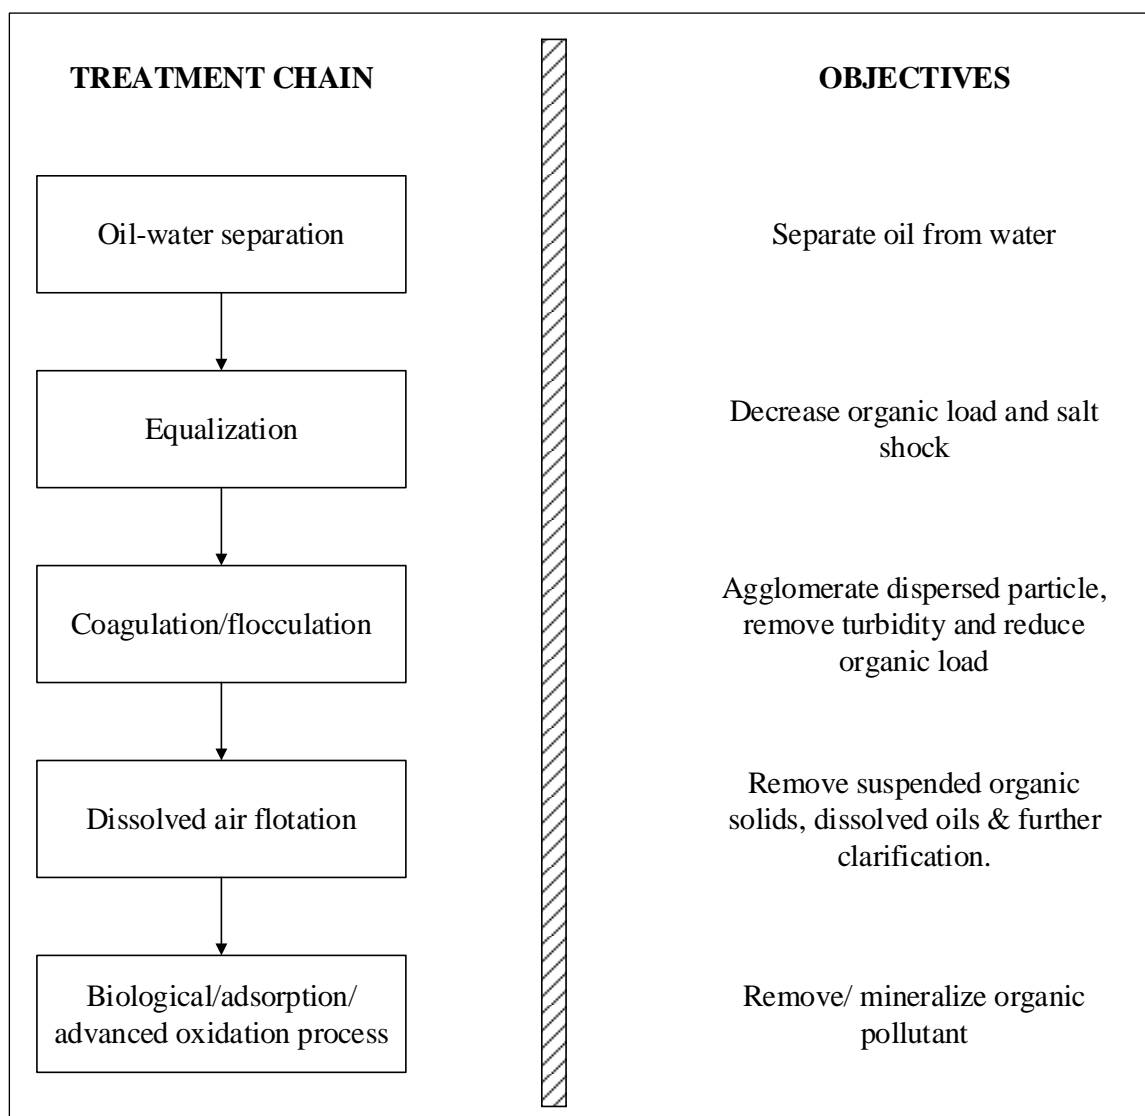 TREATMENT CHAIN
OBJECTIVES
Oil-water separation
Separate oil from water
Equalization
Decrease organic load and salt
shock
Coagulation/flocculation
Agglomerate dispersed particle,
remove turbidity and reduce
organic load
Dissolved air flotation
Remove suspended organic
solids, dissolved oils & further
clarification.
Biological/adsorption/
advanced oxidation process
Remove/ mineralize organic
pollutant